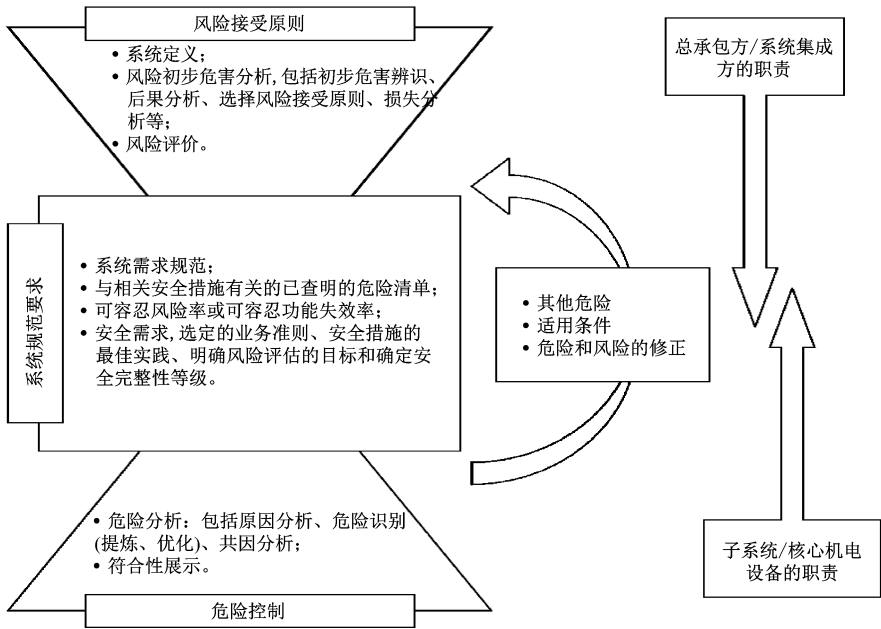 风险接受原则
• 系统定义；
• 风险初步危害分析，包括初步危害辨识、
后果分析、选择风险接受原则、损失分
析等；
• 风险评价。
系统规范要求
• 系统需求规范；
• 与相关安全措施有关的已查明的危险清单；
• 可容忍风险率或可容忍功能失效率；
• 安全需求，选定的业务准则、安全措施的
最佳实践、明确风险评估的目标和确定安
全完整性等级。
• 危险分析：包括原因分析、危险识别
(提炼、优化)、共因分析；
• 符合性展示。
危险控制
• 其他危险
• 适用条件
• 危险和风险的修正
总承包方/系统集成
方的职责
子系统/核心机电
设备的职责